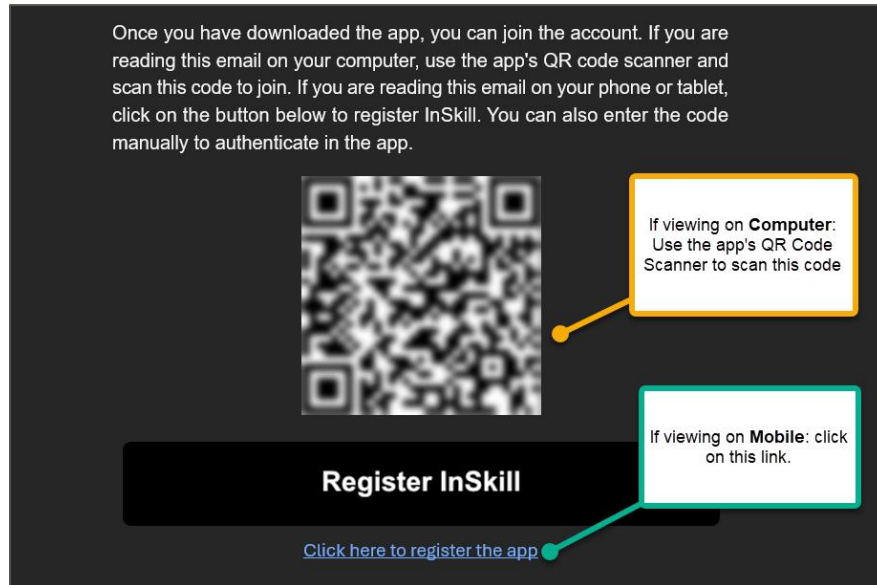 Once you have downloaded the app, you can join the account. If you are
reading this email on your computer, use the app's QR code scanner and
scan this code to join. If you are reading this email on your phone or tablet,
click on the button below to register InSkill. You can also enter the code
manually to authenticate in the app.
If viewing on Computer:
Use the app's QR Code
Scanner to scan this code
If viewing on Mobile: click
on this link.
Register InSkill
Click here to register the app